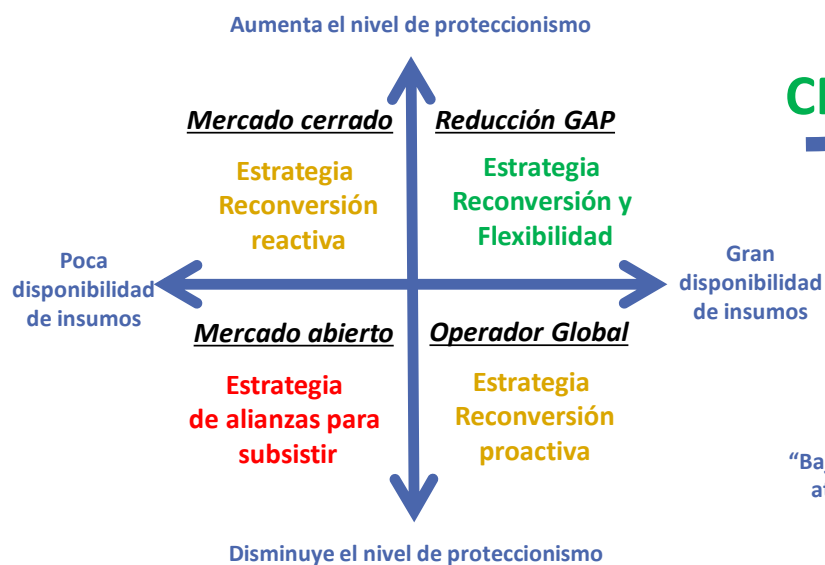 Aumenta el nivel de proteccionismo
Mercado cerrado
Reducción GAP
Estrategia
Reconversión
reactiva
Estrategia
Reconversión y
Flexibilidad
Poca
disponibilidad
de insumos
Gran
disponibilidad
de insumos
Mercado abierto
Operador Global
Estrategia
de alianzas para
subsistir
Estrategia
Reconversión
proactiva
Disminuye el nivel de proteccionismo